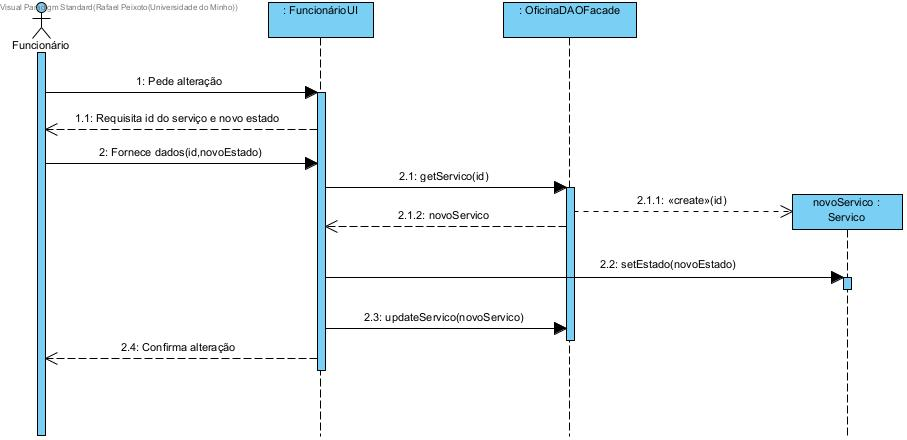 Visual Paradigm Standard(Rafael Peixoto(Universidade do Minho))
: FuncionárioUI
: OficinaDAOFacade
Funcionário
1: Pede alteração
1.1: Requisita id do serviço e novo estado
2: Fornece dados(id,novoEstado)
2.1: getServico(id)
2.1.1: «create»(id)
novoServico :
Servico
2.1.2: novoServico
2.2: setEstado(novoEstado)
2.3: updateServico(novoServico)
2.4: Confirma alteração